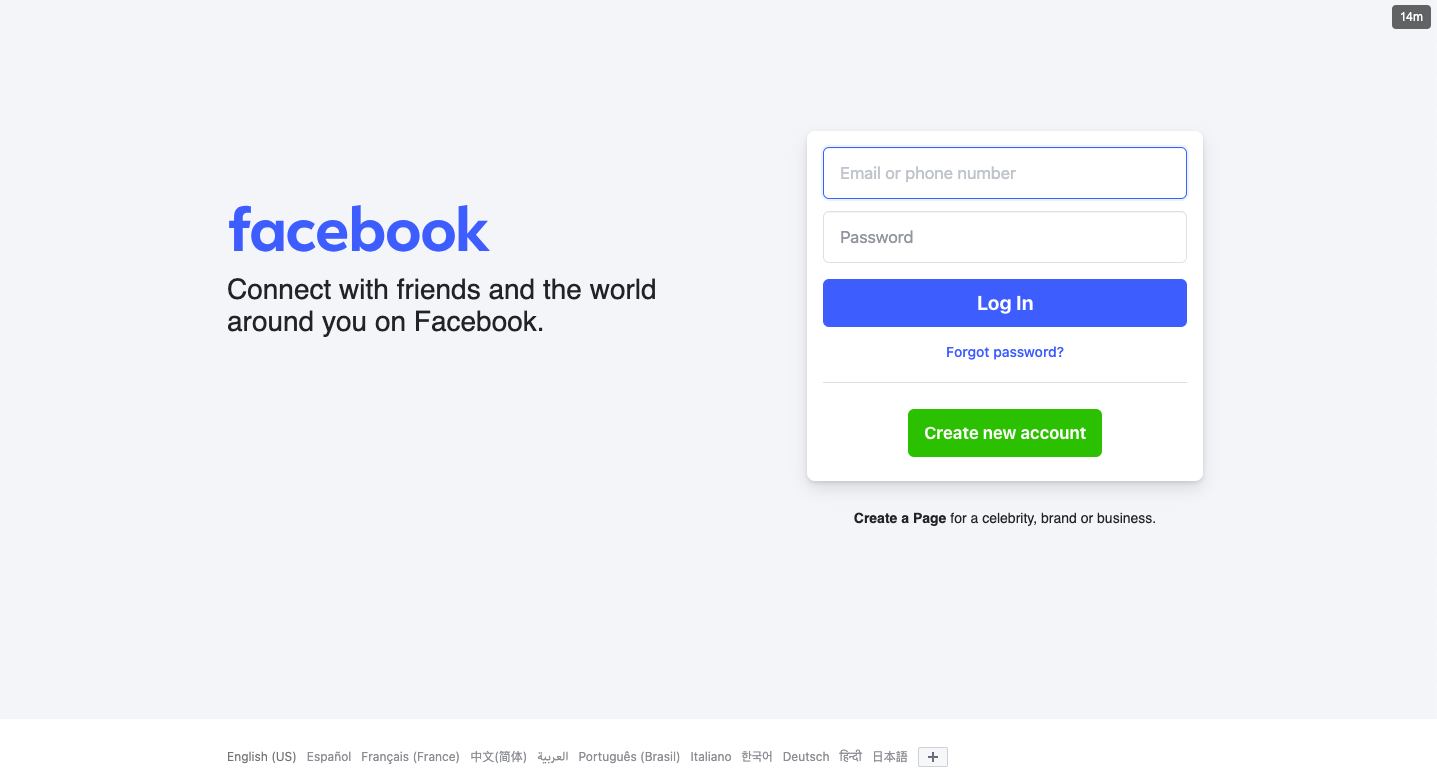 14m
facebook
Connect with friends and the world
around you on Facebook.
Email or phone number
Password
Log In
Forgot password?
Create new account
Create a Page for a celebrity, brand or business.
English (US) Español Français (France) 中文(简体) العربية Português (Brasil) Italiano 한국어 Deutsch हिन्दी 日本語 +